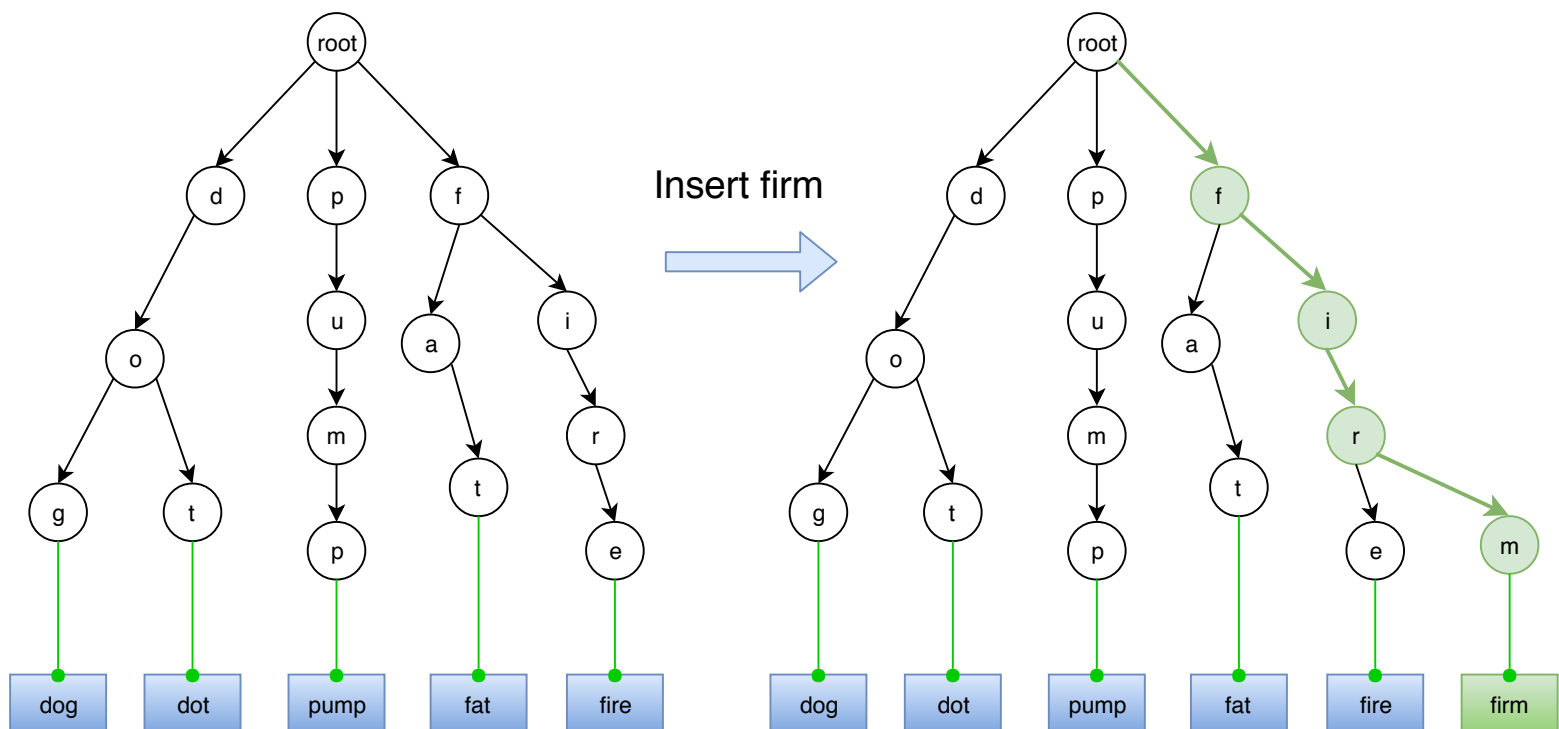 root
root
d
p
f
Insert firm
d
p
f
u
i
u
i
a
a
o
o
m
r
m
r
t
t
g
t
g
t
p
e
p
e
m
dog
dot
pump
fat
fire
dog
dot
pump
fat
fire
firm